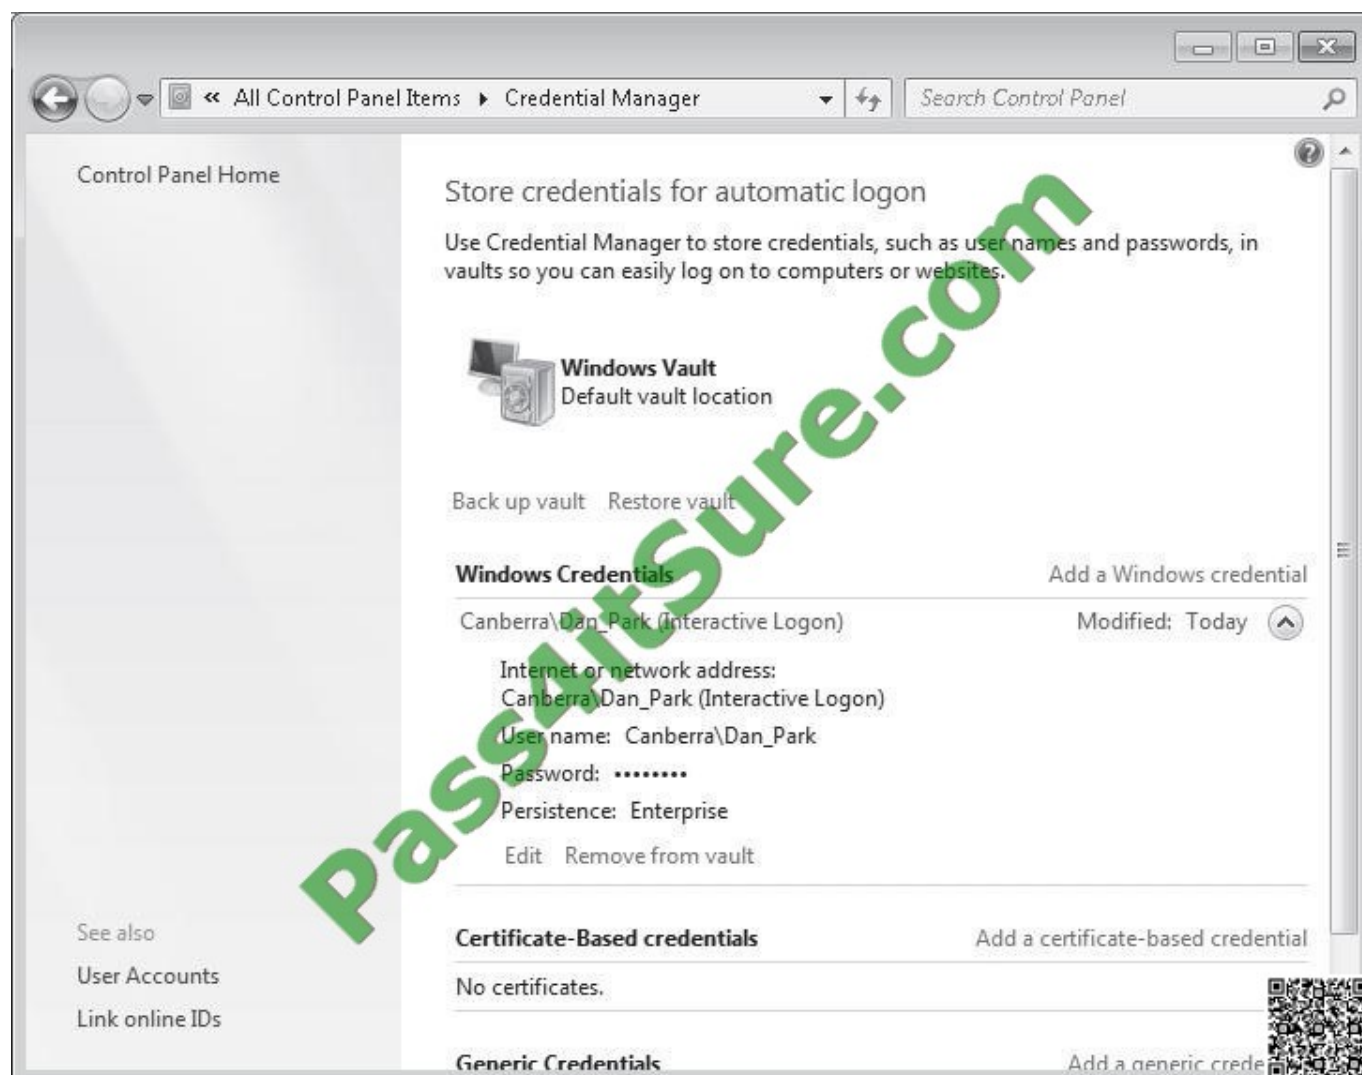 « All Control Panel Items ▸ Credential Manager
Search Control Panel
Control Panel Home
Store credentials for automatic logon
Use Credential Manager to store credentials, such as user names and passwords, in
vaults so you can easily log on to computers or websites.
Windows Vault
Default vault location
Back up vault Restore vault
Windows Credentials Add a Windows credential
Canberra\Dan_Park (Interactive Logon) Modified: Today
Internet or network address:
Canberra\Dan_Park (Interactive Logon)
User name: Canberra\Dan_Park
Password: ••••••••
Persistence: Enterprise
Edit Remove from vault
Certificate-Based credentials Add a certificate-based credential
No certificates.
Generic Credentials Add a generic crede
See also
User Accounts
Link online IDs
Pass4itSure.com